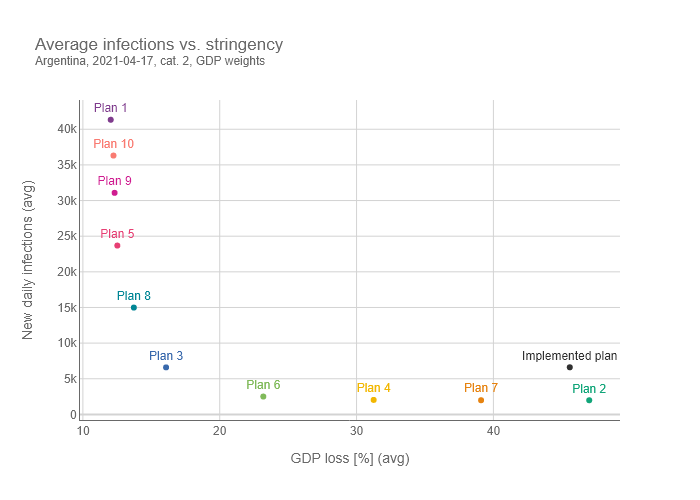 Average infections vs. stringency
Argentina, 2021-04-17, cat. 2, GDP weights
Plan 1
40k
Plan 10
35k
Plan 9
30k
Plan 5
25k
20k
Plan 8
15k
10k
Plan 3
Implemented plan
5k
Plan 6
Plan 4
Plan 7
Plan 2
0
10
20
30
40
New daily infections (avg)
GDP loss [%] (avg)